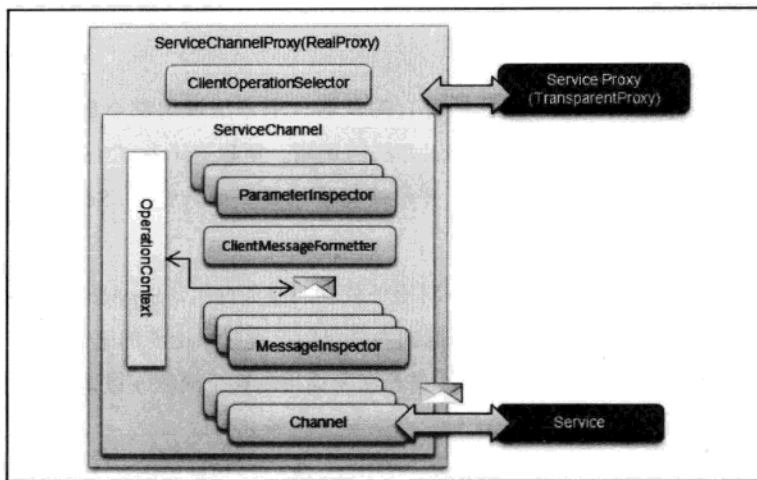 ServiceChannelProxy(RealProxy)
ClientOperationSelector
Service Proxy
(TransparentProxy)
ServiceChannel
OperationContext
ParameterInspector
ClientMessageFormetter
MessageInspector
Channel
Service